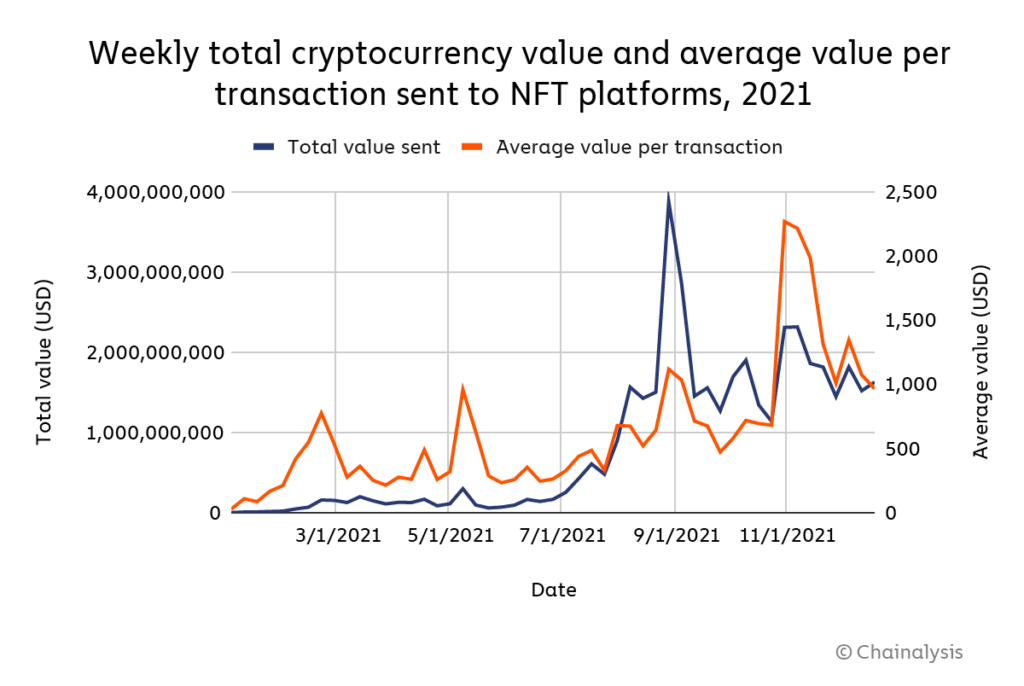 Weekly total cryptocurrency value and average value per
transaction sent to NFT platforms, 2021
Total value sent
Average value per transaction
4,000,000,000
3,000,000,000
2,000,000,000
1,000,000,000
0
Total value (USD)
2,500
2,000
1,500
1,000
500
0
Average value (USD)
3/1/2021
5/1/2021
7/1/2021
9/1/2021
11/1/2021
Date
© Chainalysis